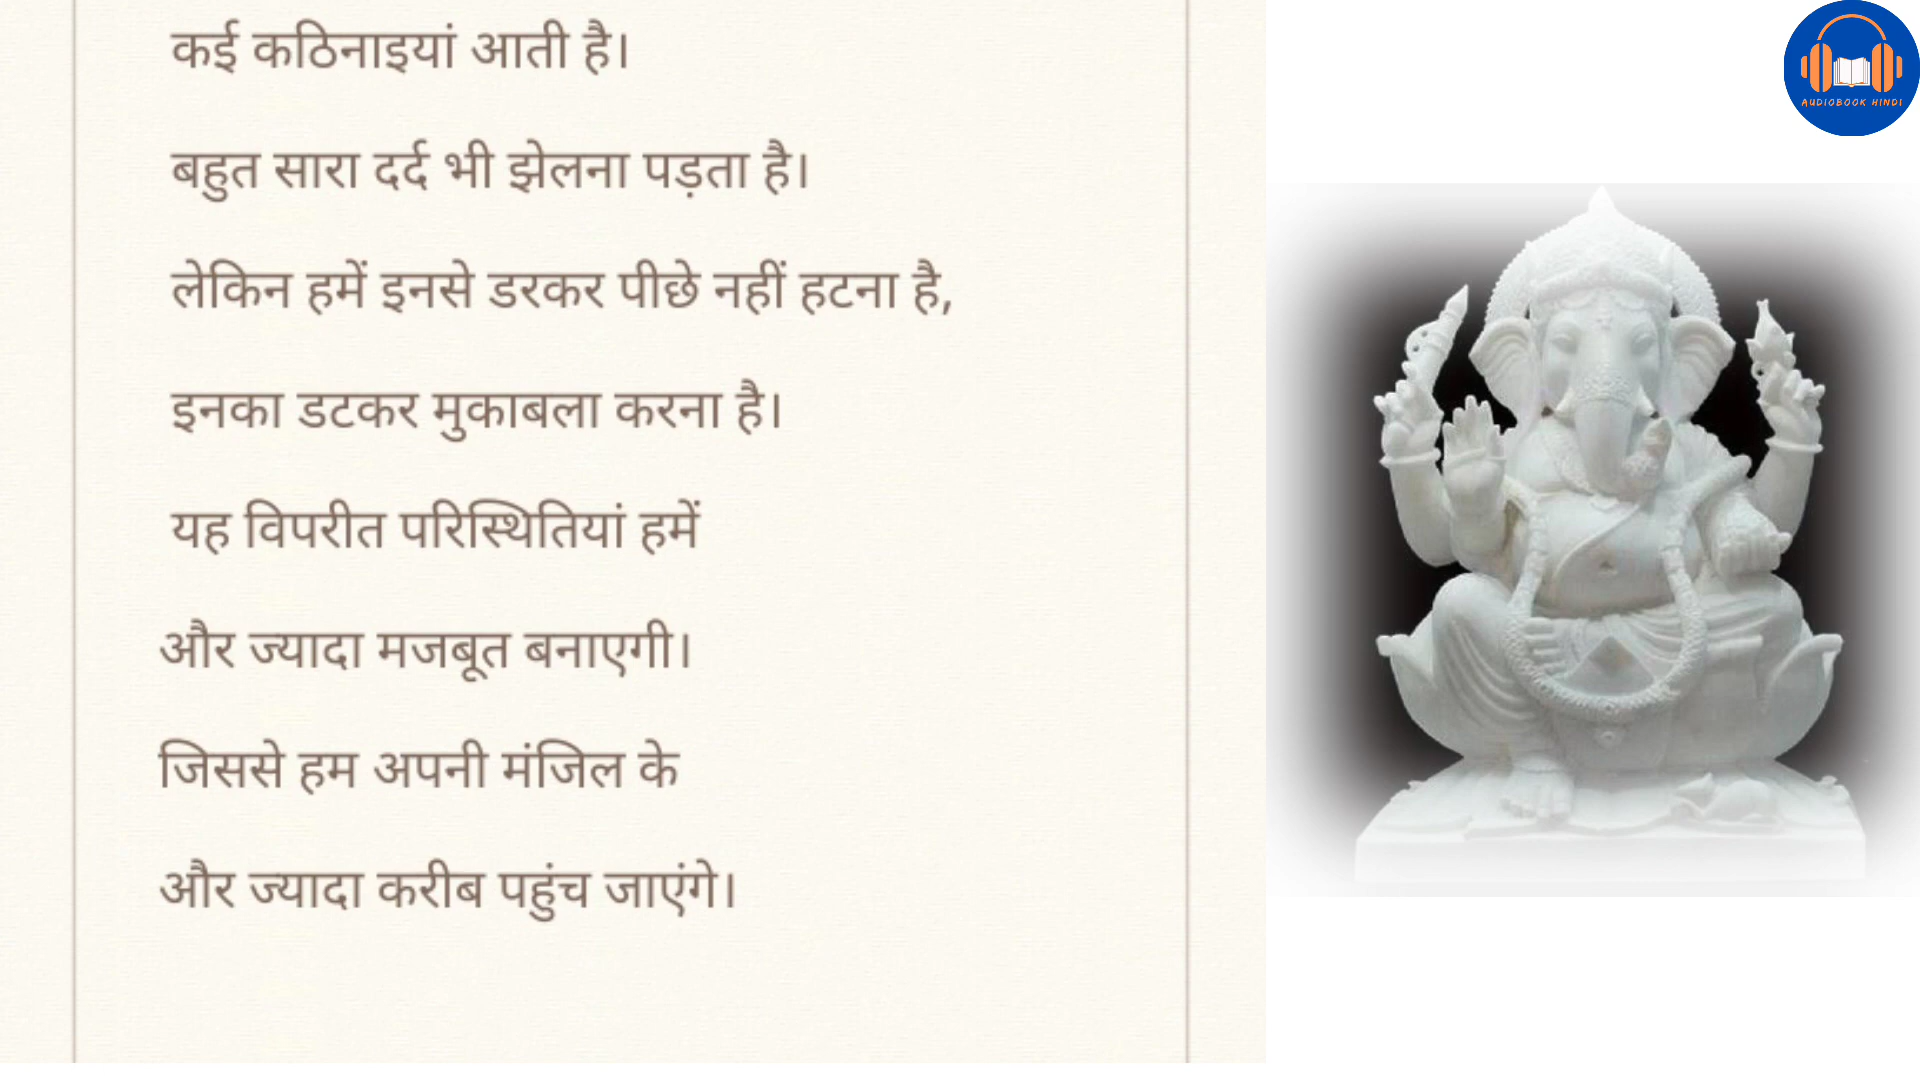 कई कठिनाइयां आती है।
बहुत सारा दर्द भी झेलना पड़ता है।
लेकिन हमें इनसे डरकर पीछे नहीं हटना है,
इनका डटकर मुकाबला करना है।
यह विपरीत परिस्थितियां हमें
और ज्यादा मजबूत बनाएगी।
जिससे हम अपनी मंजिल के
और ज्यादा करीब पहुंच जाएंगे।
AUDIOBOOK HINDI